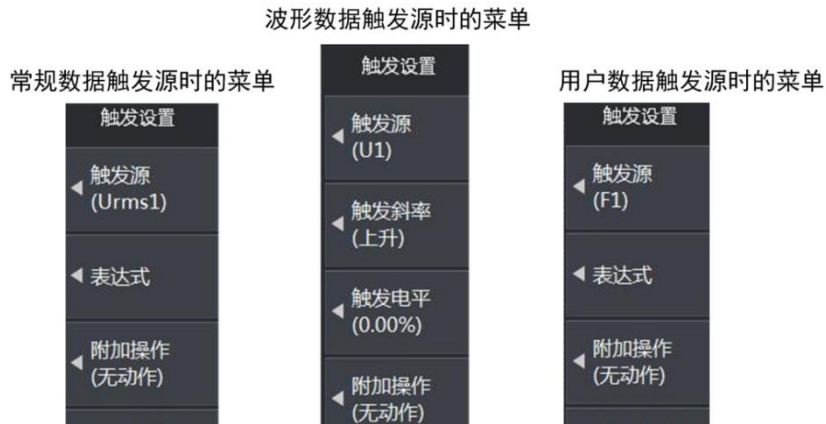 波形数据触发源时的菜单
常规数据触发源时的菜单
用户数据触发源时的菜单
触发设置
触发源
(Urms1)
表达式
附加操作
(无动作)
触发设置
触发源
(U1)
触发斜率
(上升)
触发电平
(0.00%)
附加操作
(无动作)
触发设置
触发源
(F1)
表达式
附加操作
(无动作)